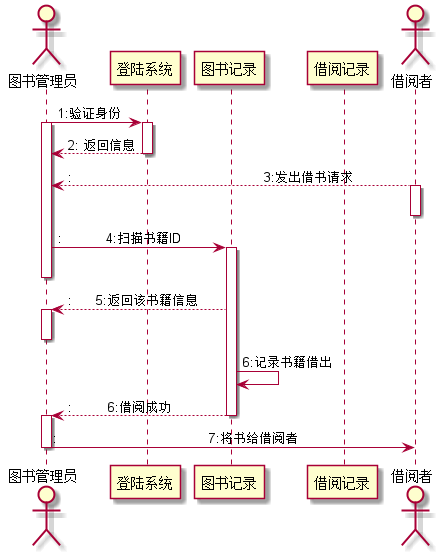 图书管理员
登陆系统
图书记录
借阅记录
借阅者
1:验证身份
2: 返回信息
: 3:发出借书请求
: 4:扫描书籍ID
: 5:返回该书籍信息
6:记录书籍借出
: 6:借阅成功
: 7:将书给借阅者
图书管理员
登陆系统
图书记录
借阅记录
借阅者